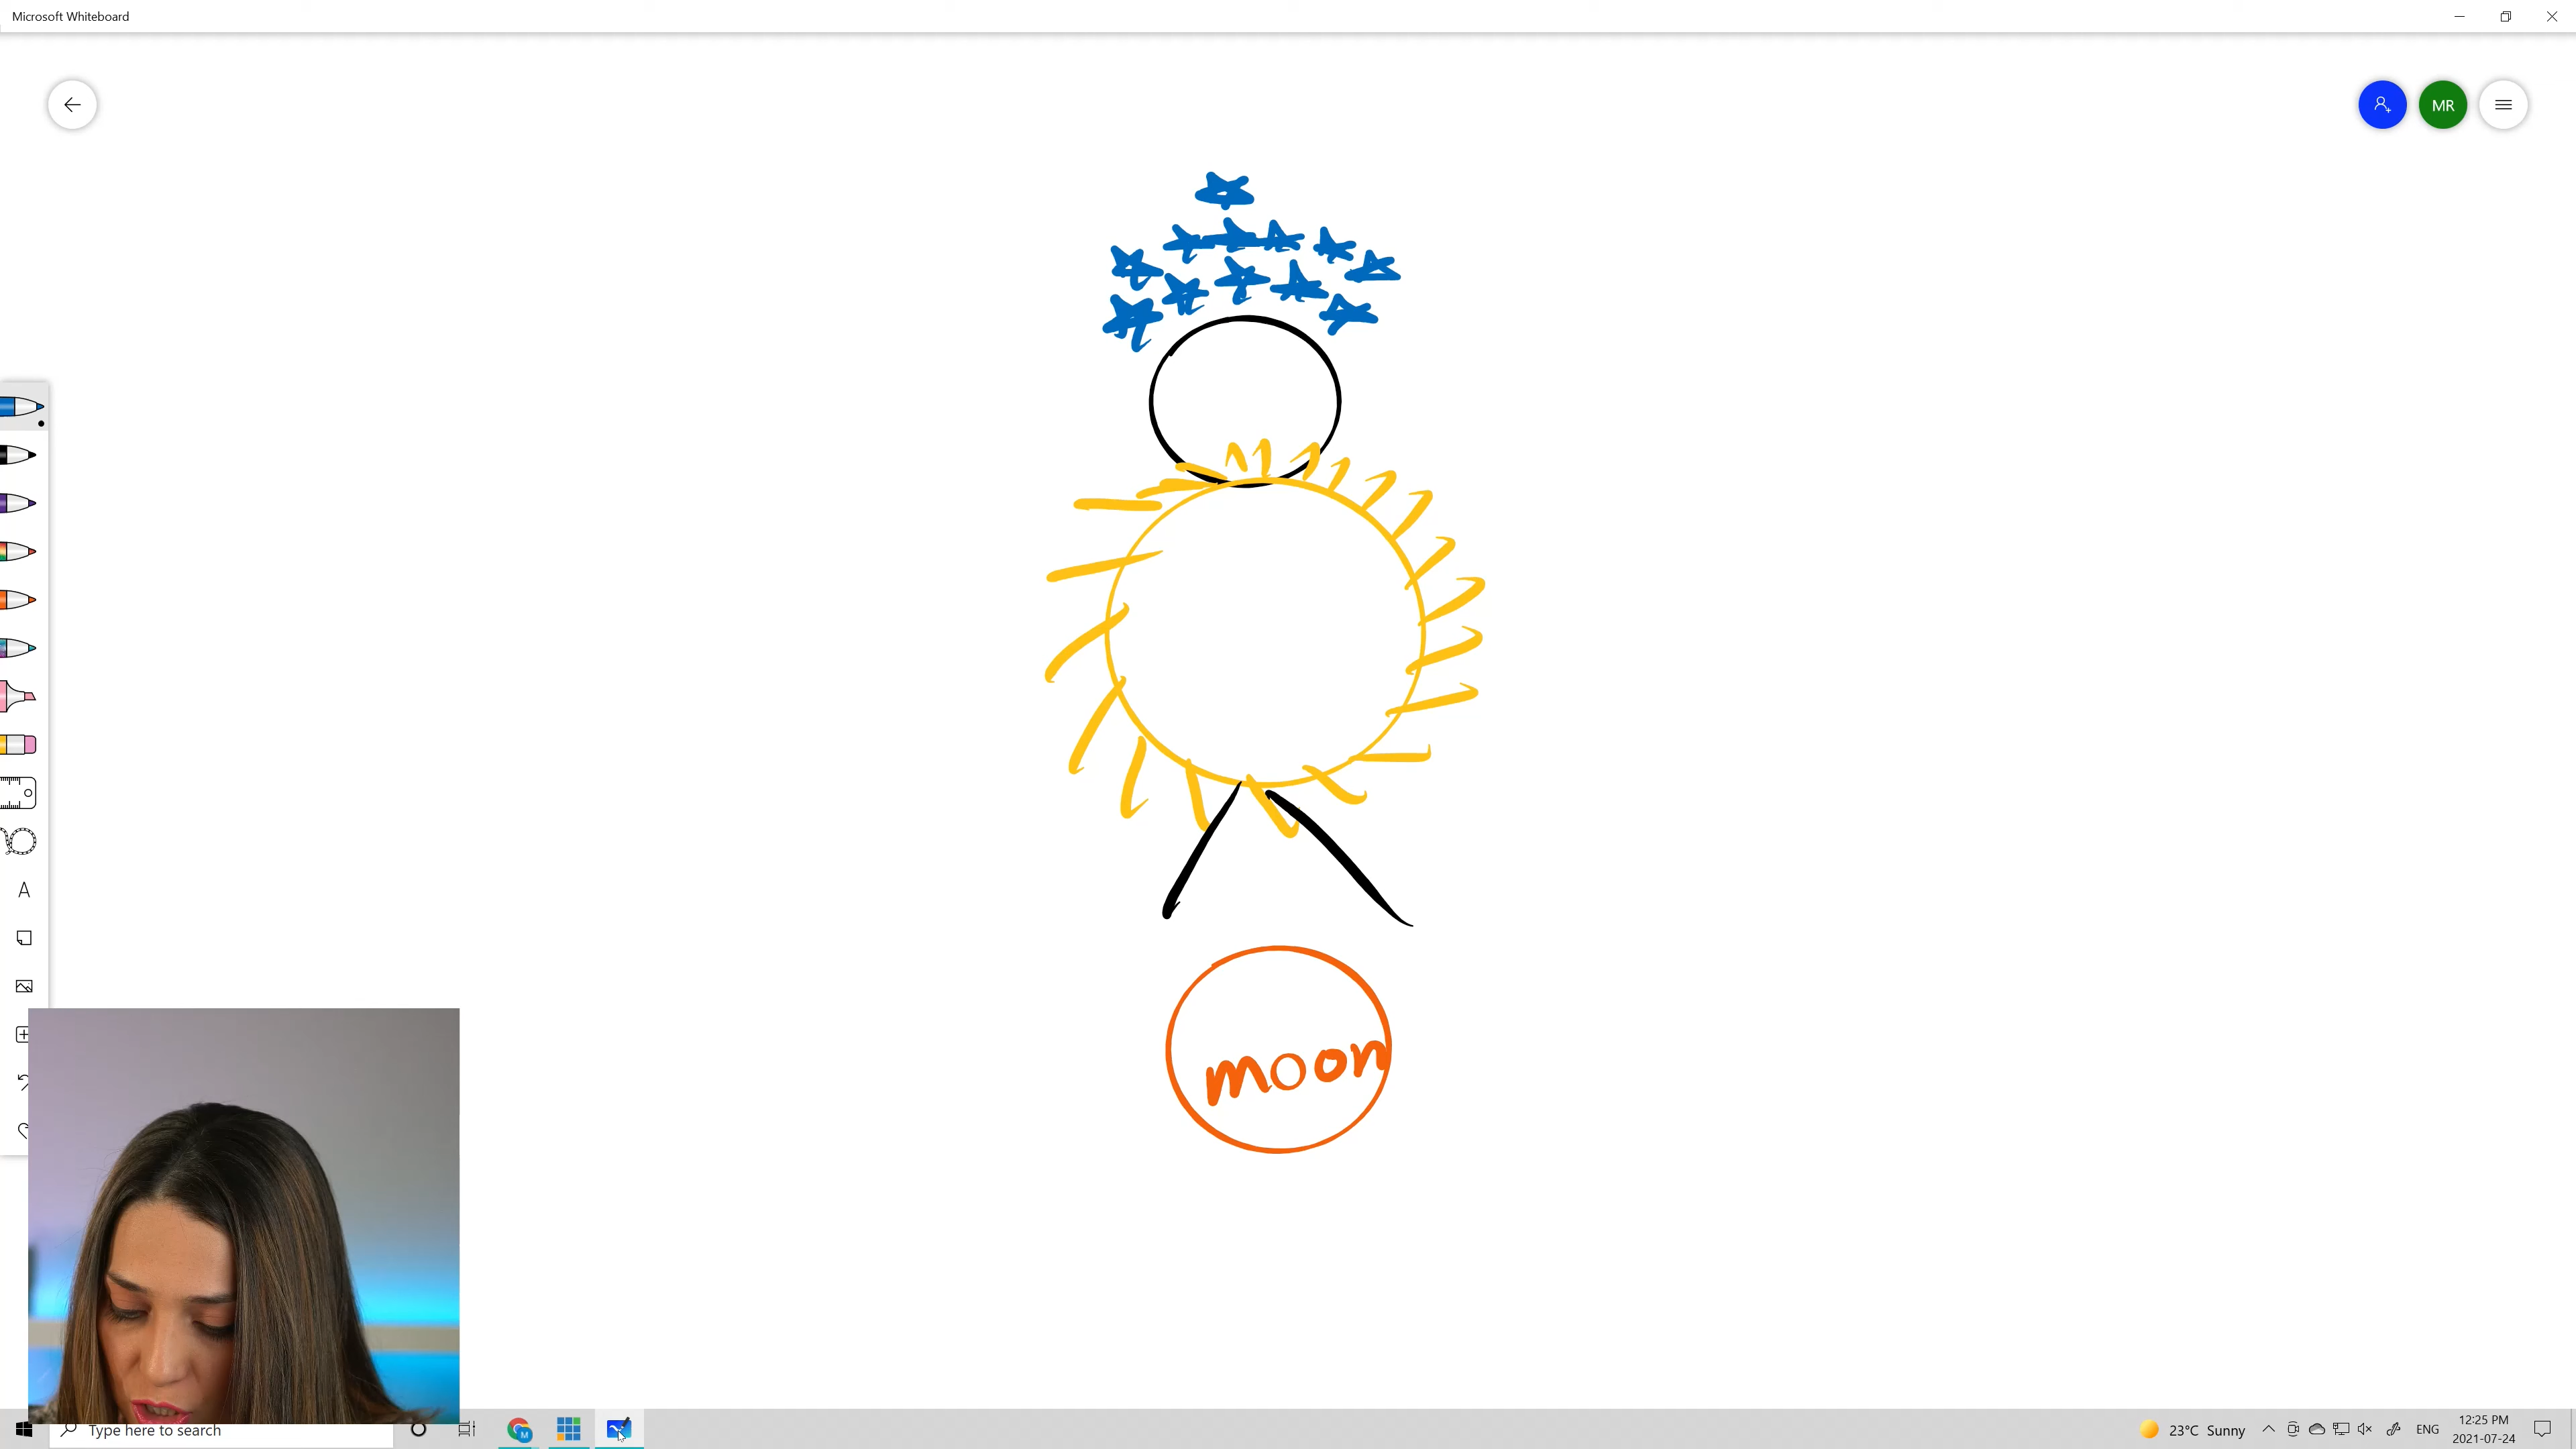 Microsoft Whiteboard
MR
moon
A
Type here to search
M
23°C Sunny
ENG
12:25 PM
2021-07-24